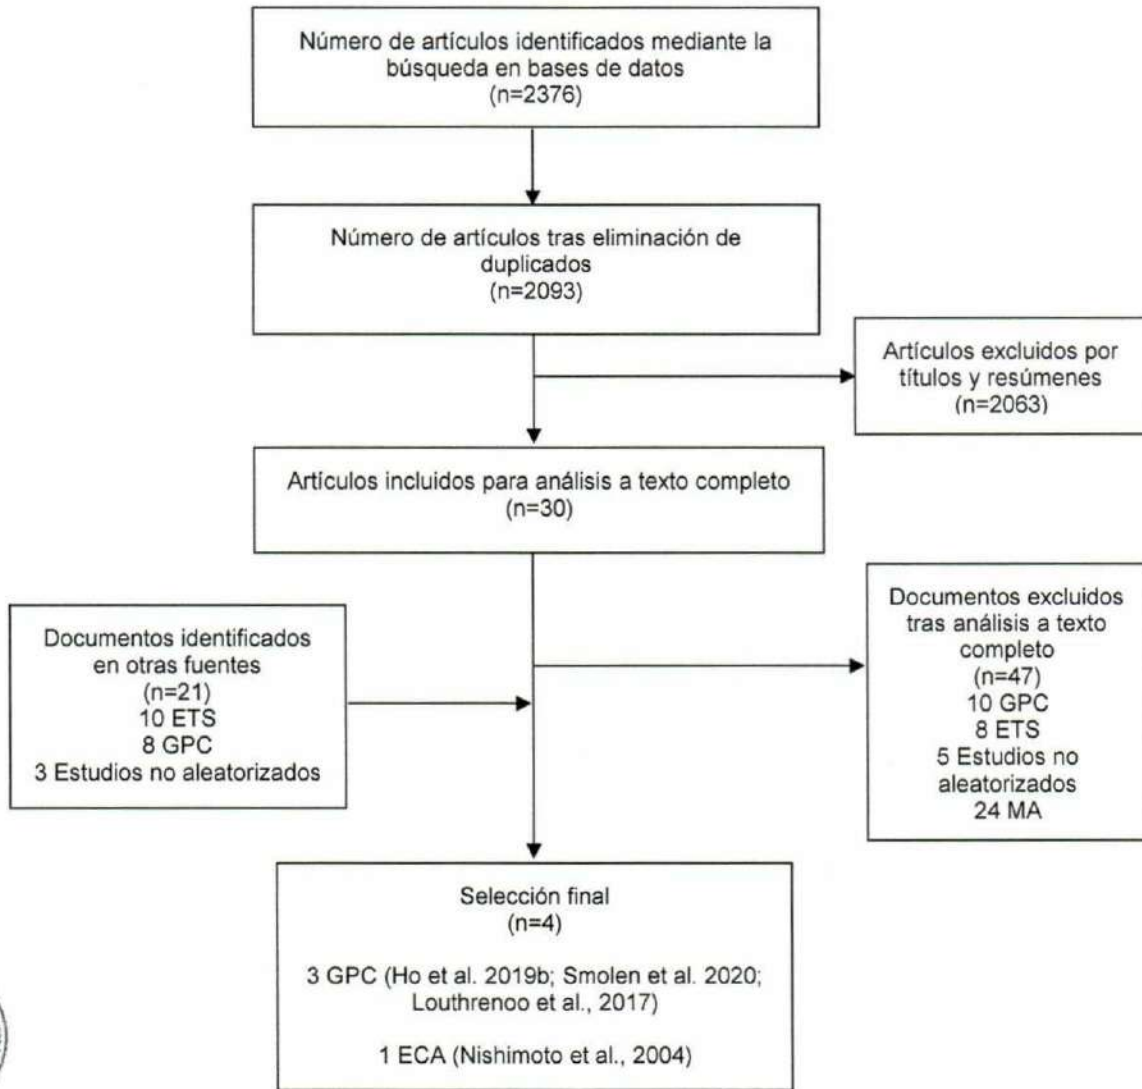 Número de artículos identificados mediante la
búsqueda en bases de datos
(n=2376)
Número de artículos tras eliminación de
duplicados
(n=2093)
Artículos excluidos por
títulos y resúmenes
(n=2063)
Artículos incluidos para análisis a texto completo
(n=30)
Documentos identificados
en otras fuentes
(n=21)
10 ETS
8 GPC
3 Estudios no aleatorizados
Documentos excluidos
tras análisis a texto
completo
(n=47)
10 GPC
8 ETS
5 Estudios no
aleatorizados
24 MA
Selección final
(n=4)
3 GPC (Ho et al. 2019b; Smolen et al. 2020;
Louthrenoo et al., 2017)
1 ECA (Nishimoto et al., 2004)